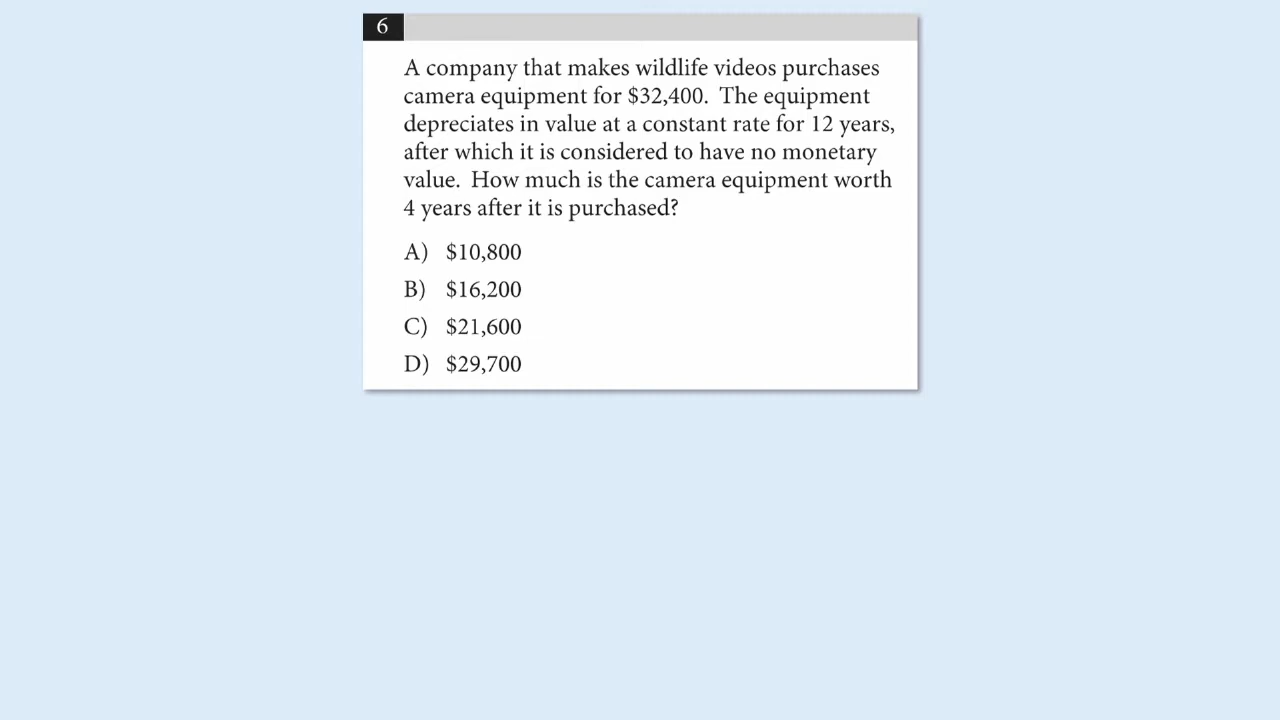 6
A company that makes wildlife videos purchases
camera equipment for $32,400. The equipment
depreciates in value at a constant rate for 12 years,
after which it is considered to have no monetary
value. How much is the camera equipment worth
4 years after it is purchased?
A) $10,800
B) $16,200
C) $21,600
D) $29,700